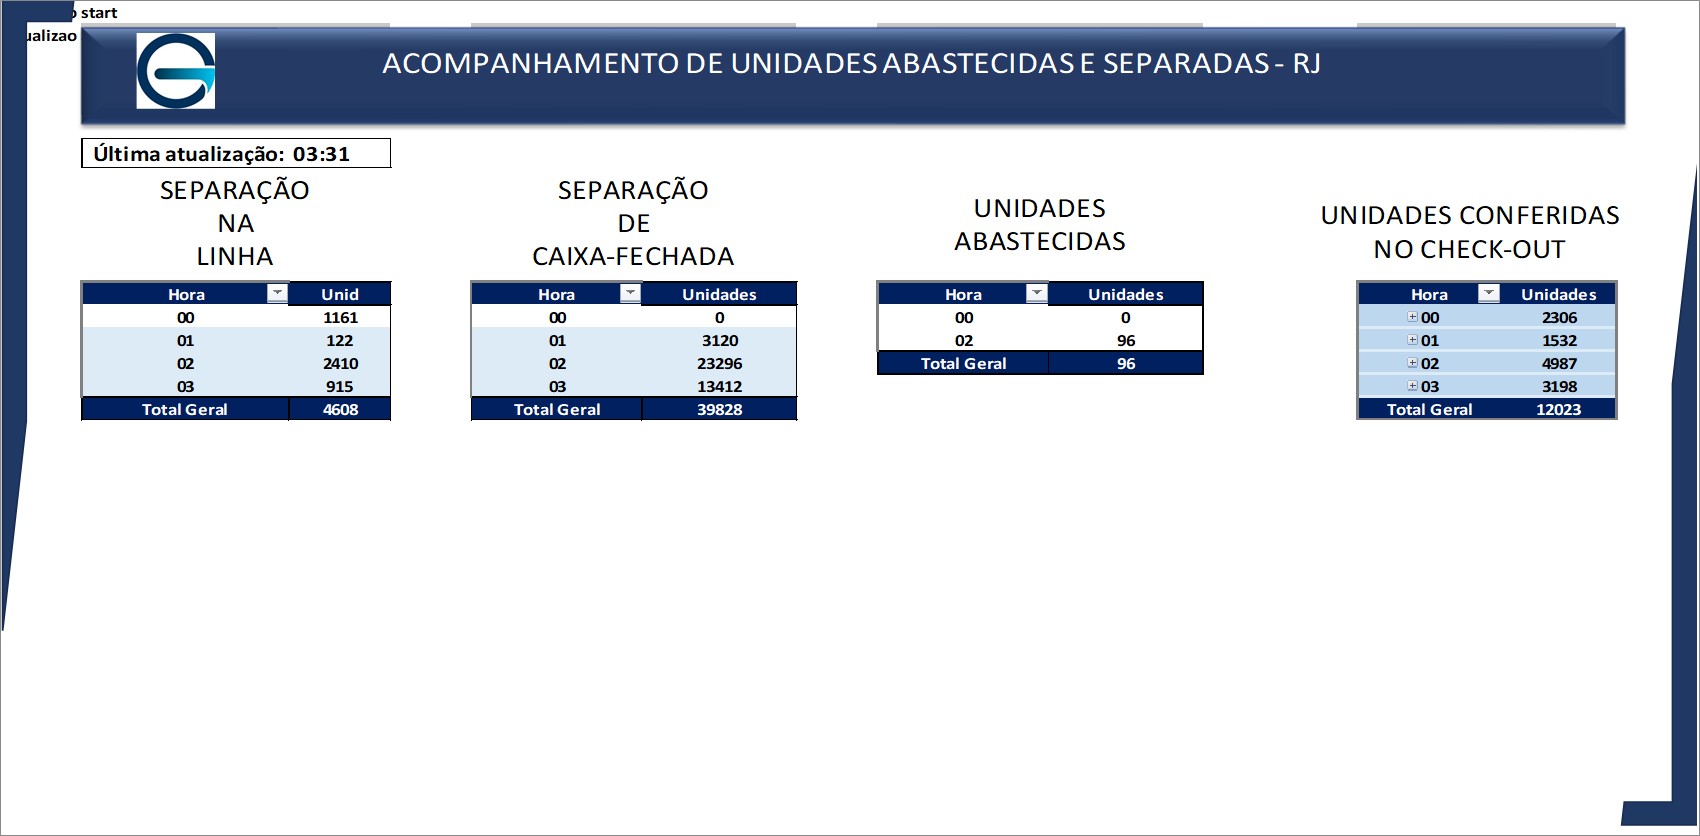 start
ACOMPANHAMENTO DE UNIDADES ABASTECIDAS E SEPARADAS - RJ
Última atualização: 03:31
SEPARAÇÃO
NA
LINHA
Hora Unid
00 1161
01 122
02 2410
03 915
Total Geral 4608
SEPARAÇÃO
DE
CAIXA-FECHADA
Hora Unidades
00 0
01 3120
02 23296
03 13412
Total Geral 39828
UNIDADES
ABASTECIDAS
Hora Unidades
00 0
02 96
Total Geral 96
UNIDADES CONFERIDAS
NO CHECK-OUT
Hora Unidades
00 2306
01 1532
02 4987
03 3198
Total Geral 12023